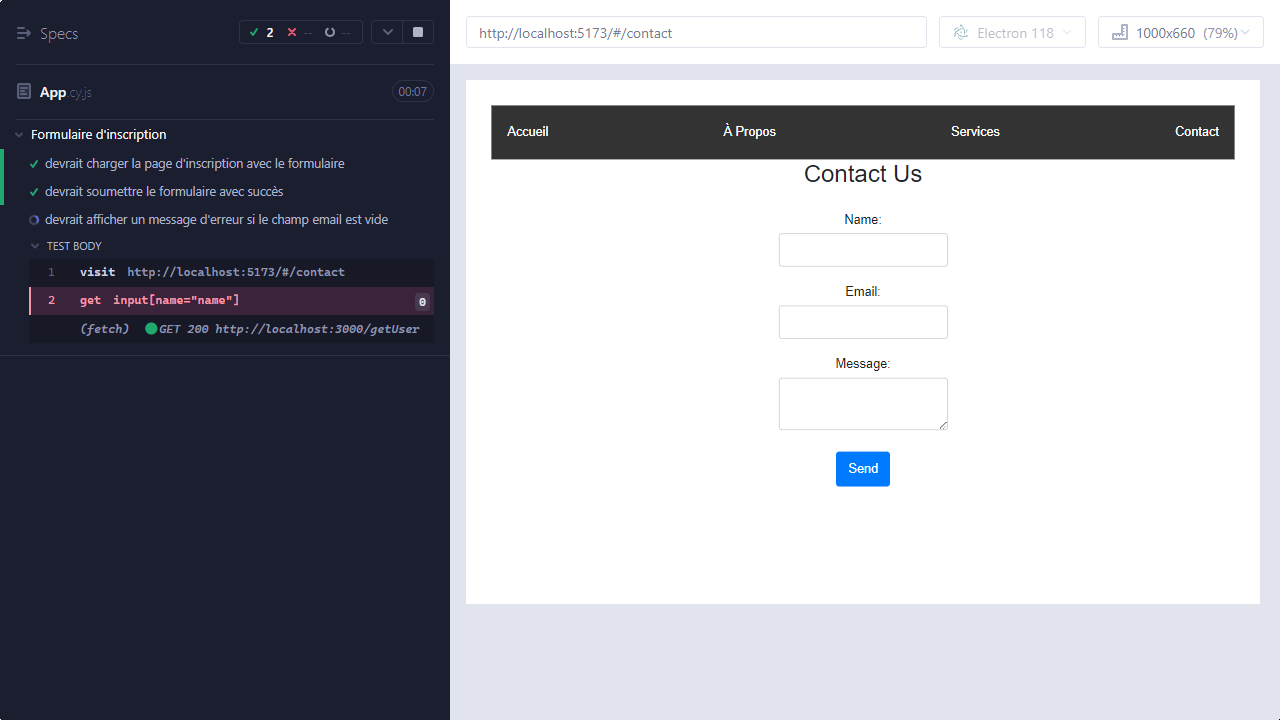 Specs
2 -- --
App.cy.js
00:07
Formulaire d'inscription
devrait charger la page d'inscription avec le formulaire
devrait soumettre le formulaire avec succès
devrait afficher un message d'erreur si le champ email est vide
TEST BODY
1 visit http://localhost:5173/#/contact
2 get input[name="name"] 0
(fetch) GET 200 http://localhost:3000/getUser
http://localhost:5173/#/contact
Electron 118
1000x660 (79%)
Accueil À Propos Services Contact
Contact Us
Name:
Email:
Message:
Send